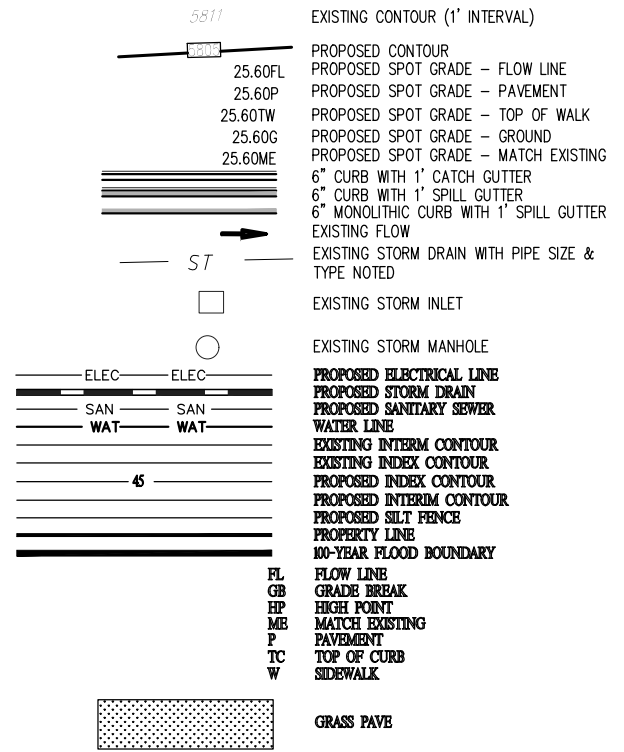 5811 EXISTING CONTOUR (1' INTERVAL)
5805 PROPOSED CONTOUR
25.60FL PROPOSED SPOT GRADE – FLOW LINE
25.60P PROPOSED SPOT GRADE – PAVEMENT
25.60TW PROPOSED SPOT GRADE – TOP OF WALK
25.60G PROPOSED SPOT GRADE – GROUND
25.60ME PROPOSED SPOT GRADE – MATCH EXISTING
6" CURB WITH 1' CATCH GUTTER
6" CURB WITH 1' SPILL GUTTER
6" MONOLITHIC CURB WITH 1' SPILL GUTTER
EXISTING FLOW
ST EXISTING STORM DRAIN WITH PIPE SIZE &
TYPE NOTED
EXISTING STORM INLET
EXISTING STORM MANHOLE
ELEC ELEC PROPOSED ELECTRICAL LINE
PROPOSED STORM DRAIN
SAN SAN PROPOSED SANITARY SEWER
WAT WAT WATER LINE
EXISTING INTERM CONTOUR
EXISTING INDEX CONTOUR
45 PROPOSED INDEX CONTOUR
PROPOSED INTERIM CONTOUR
PROPOSED SILT FENCE
PROPERTY LINE
100-YEAR FLOOD BOUNDARY
FL FLOW LINE
GB GRADE BREAK
HP HIGH POINT
ME MATCH EXISTING
P PAVEMENT
TC TOP OF CURB
W SIDEWALK
GRASS PAVE